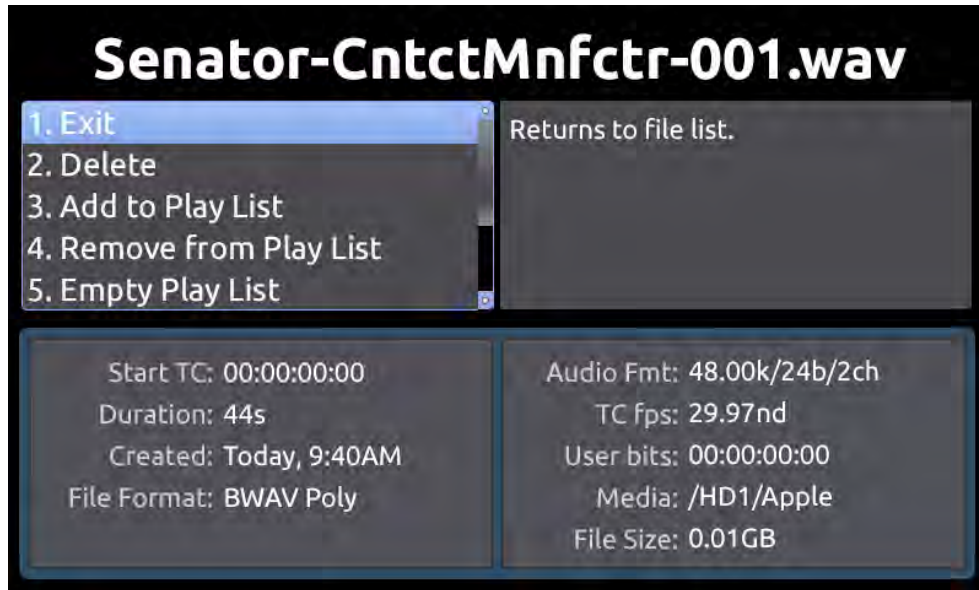 Senator-CntctMnfctr-001.wav
1. Exit
2. Delete
3. Add to Play List
4. Remove from Play List
5. Empty Play List
Returns to file list.
Start TC: 00:00:00:00
Duration: 44s
Created: Today, 9:40AM
File Format: BWAV Poly
Audio Fmt: 48.00k/24b/2ch
TC fps: 29.97nd
User bits: 00:00:00:00
Media: /HD1/Apple
File Size: 0.01GB